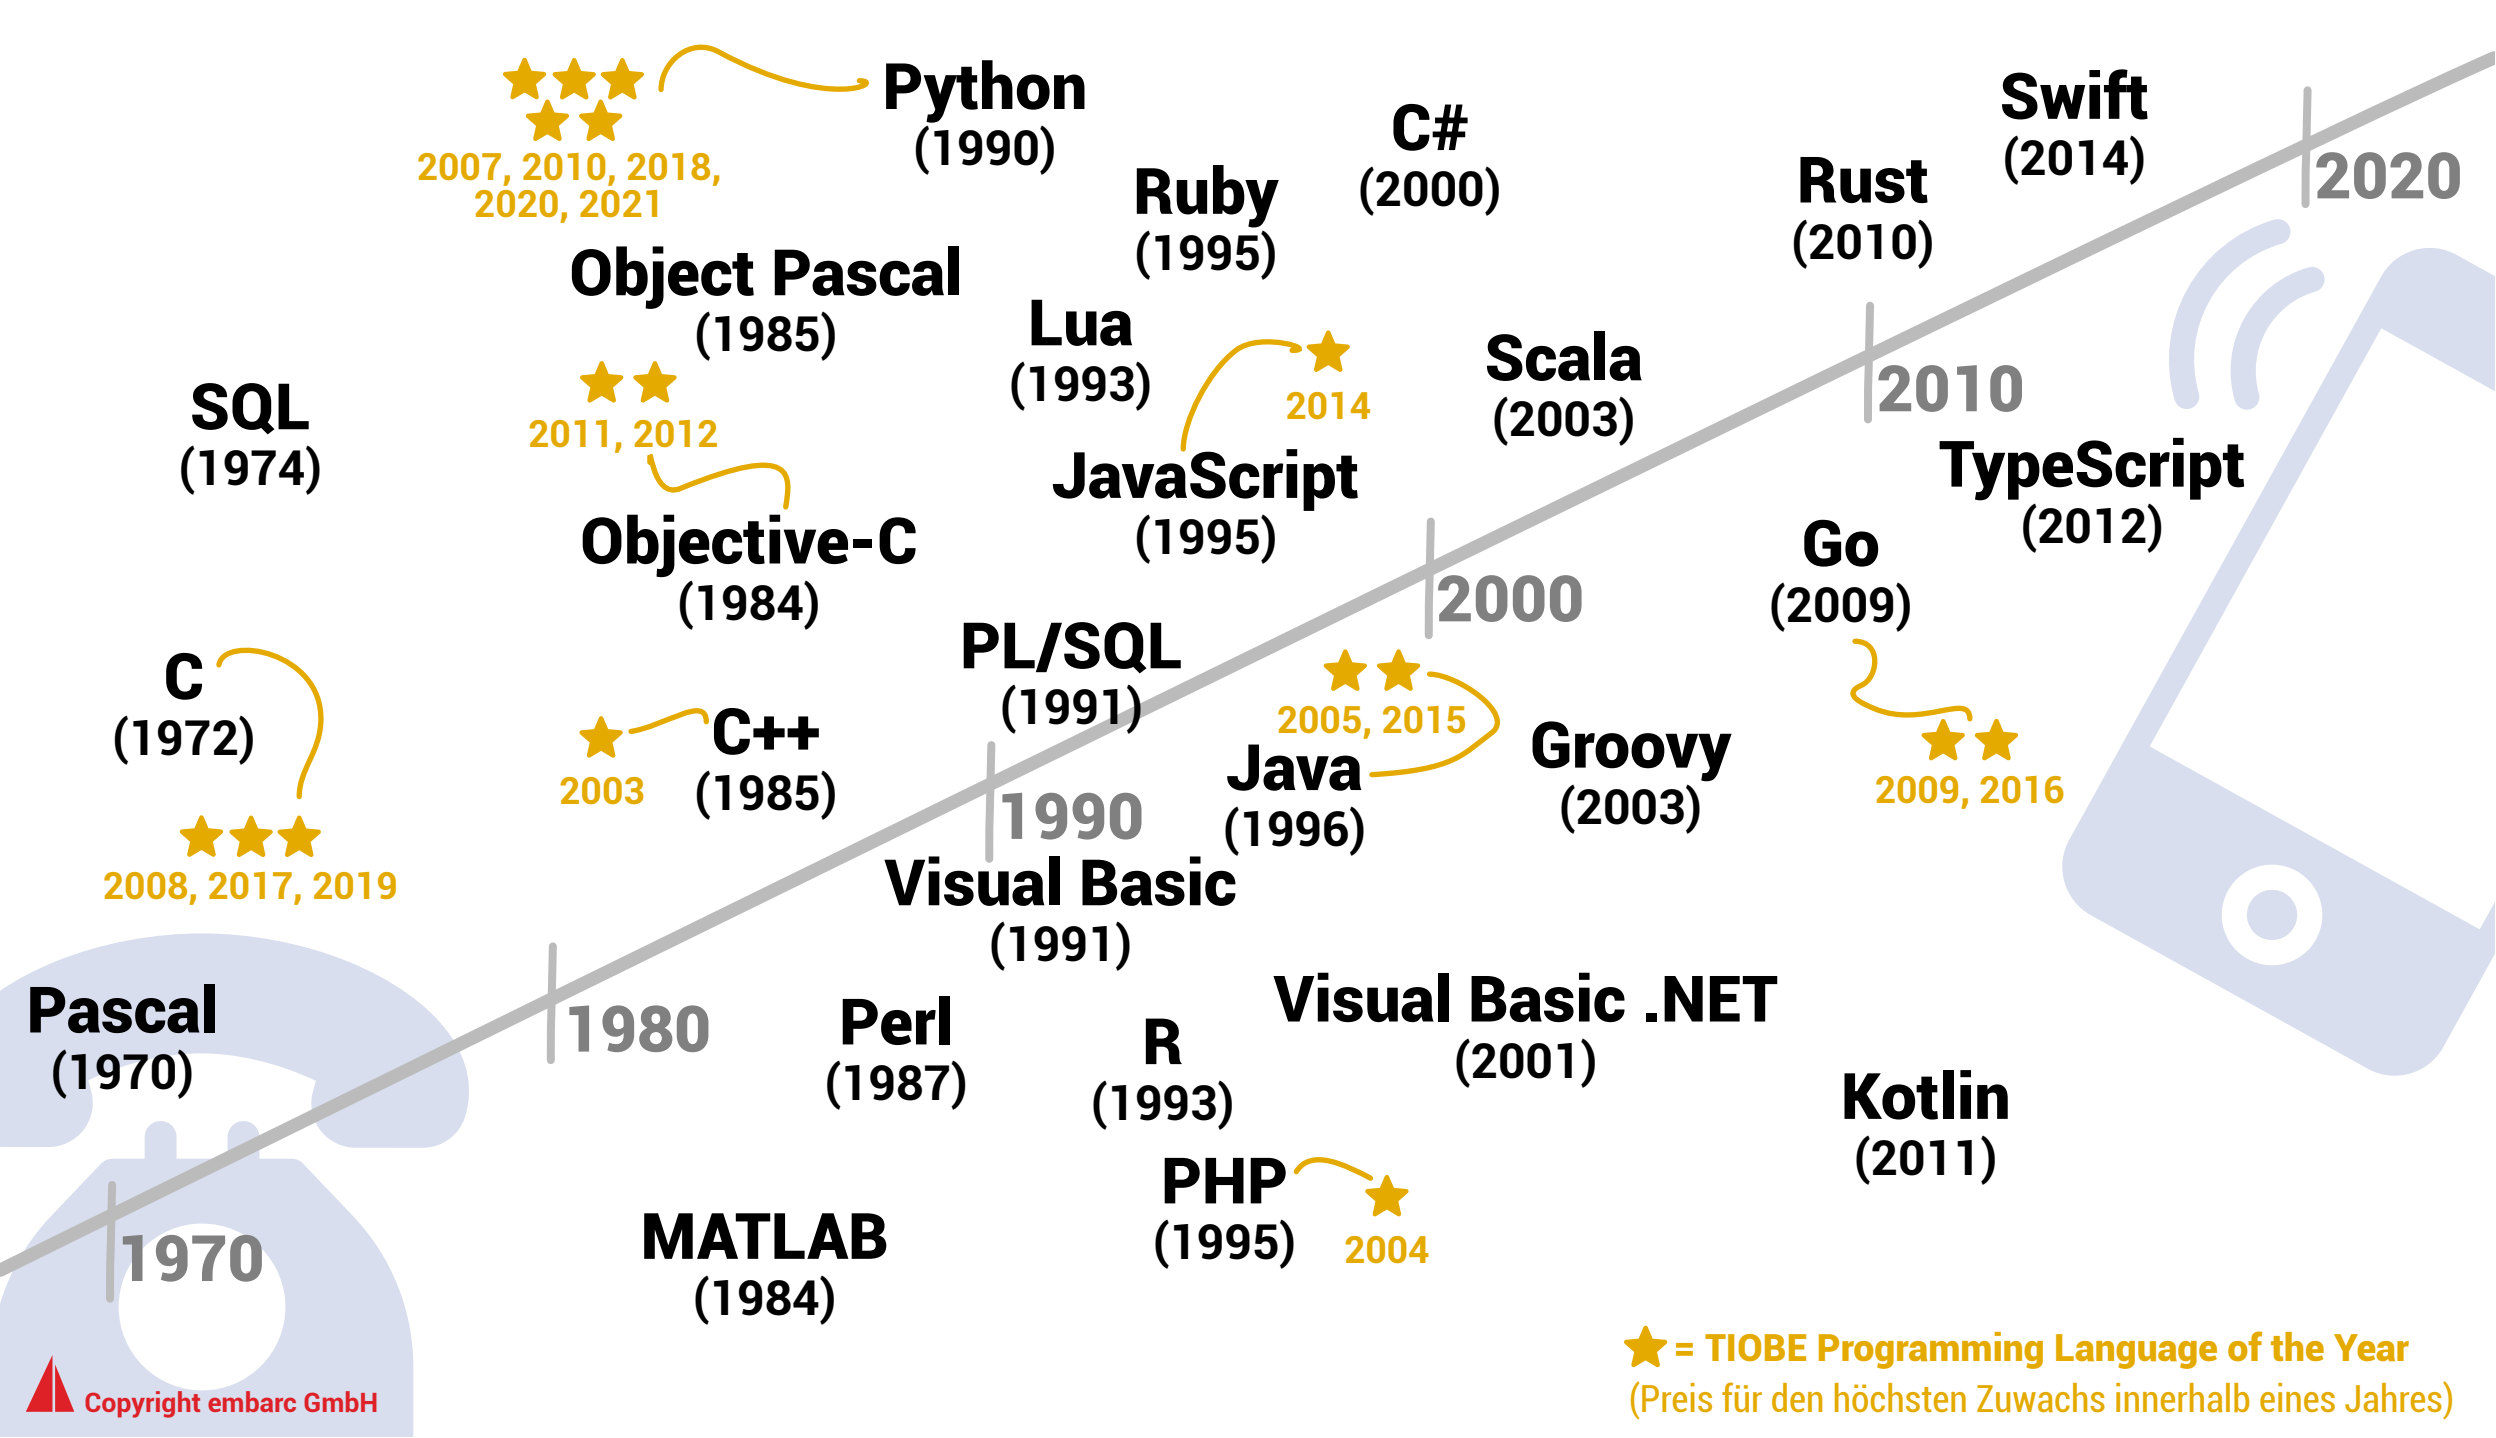 Python
(1990)
2007, 2010, 2018,
2020, 2021
Swift
(2014)
C#
(2000)
2020
Rust
(2010)
Ruby
(1995)
Object Pascal
(1985)
Lua
(1993)
2014
Scala
(2003)
2010
SQL
(1974)
2011, 2012
JavaScript
(1995)
TypeScript
(2012)
Objective-C
(1984)
Go
(2009)
2000
PL/SQL
(1991)
C
(1972)
2005, 2015
Java
(1996)
Groovy
(2003)
2009, 2016
2003
C++
(1985)
1990
2008, 2017, 2019
Visual Basic
(1991)
Pascal
(1970)
1980
Perl
(1987)
R
(1993)
Visual Basic .NET
(2001)
Kotlin
(2011)
PHP
(1995)
2004
1970
MATLAB
(1984)
= TIOBE Programming Language of the Year
(Preis für den höchsten Zuwachs innerhalb eines Jahres)
Copyright embarc GmbH